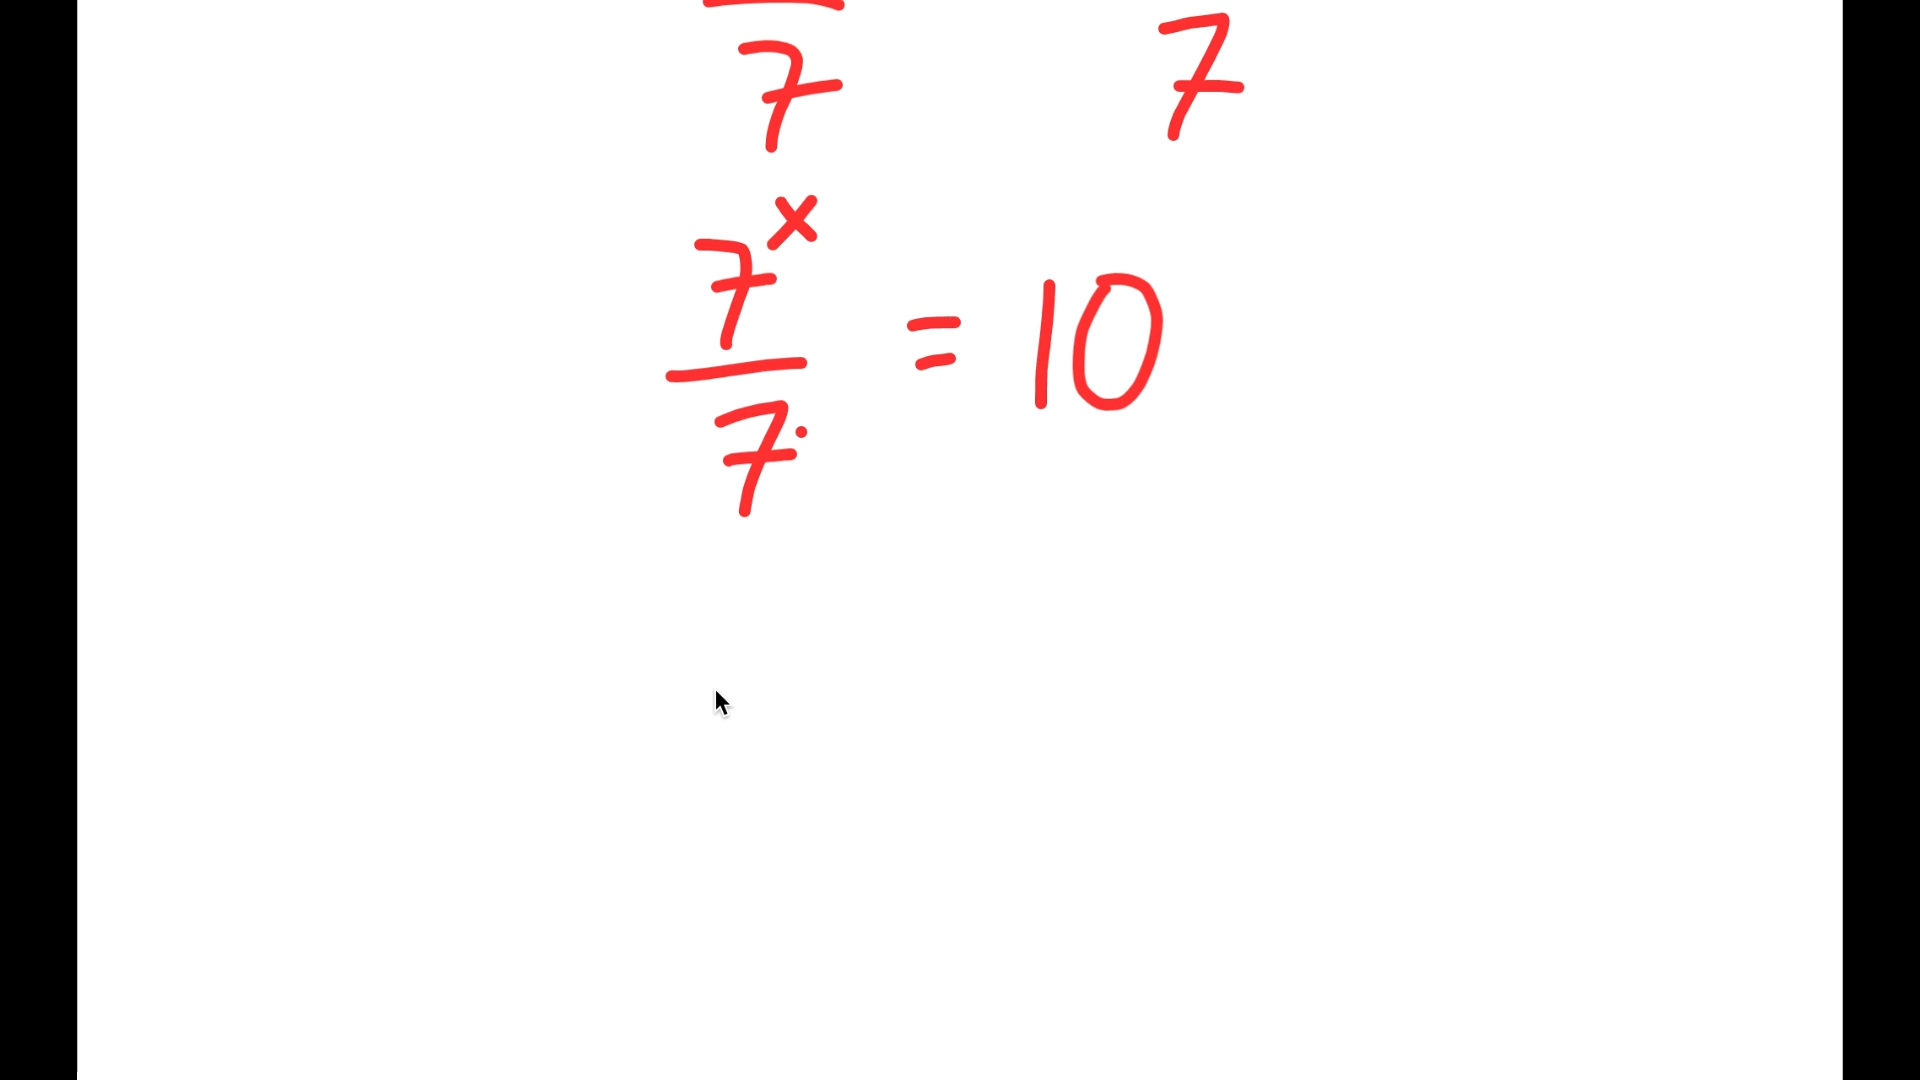 7 7
7^x
— = 10
7.